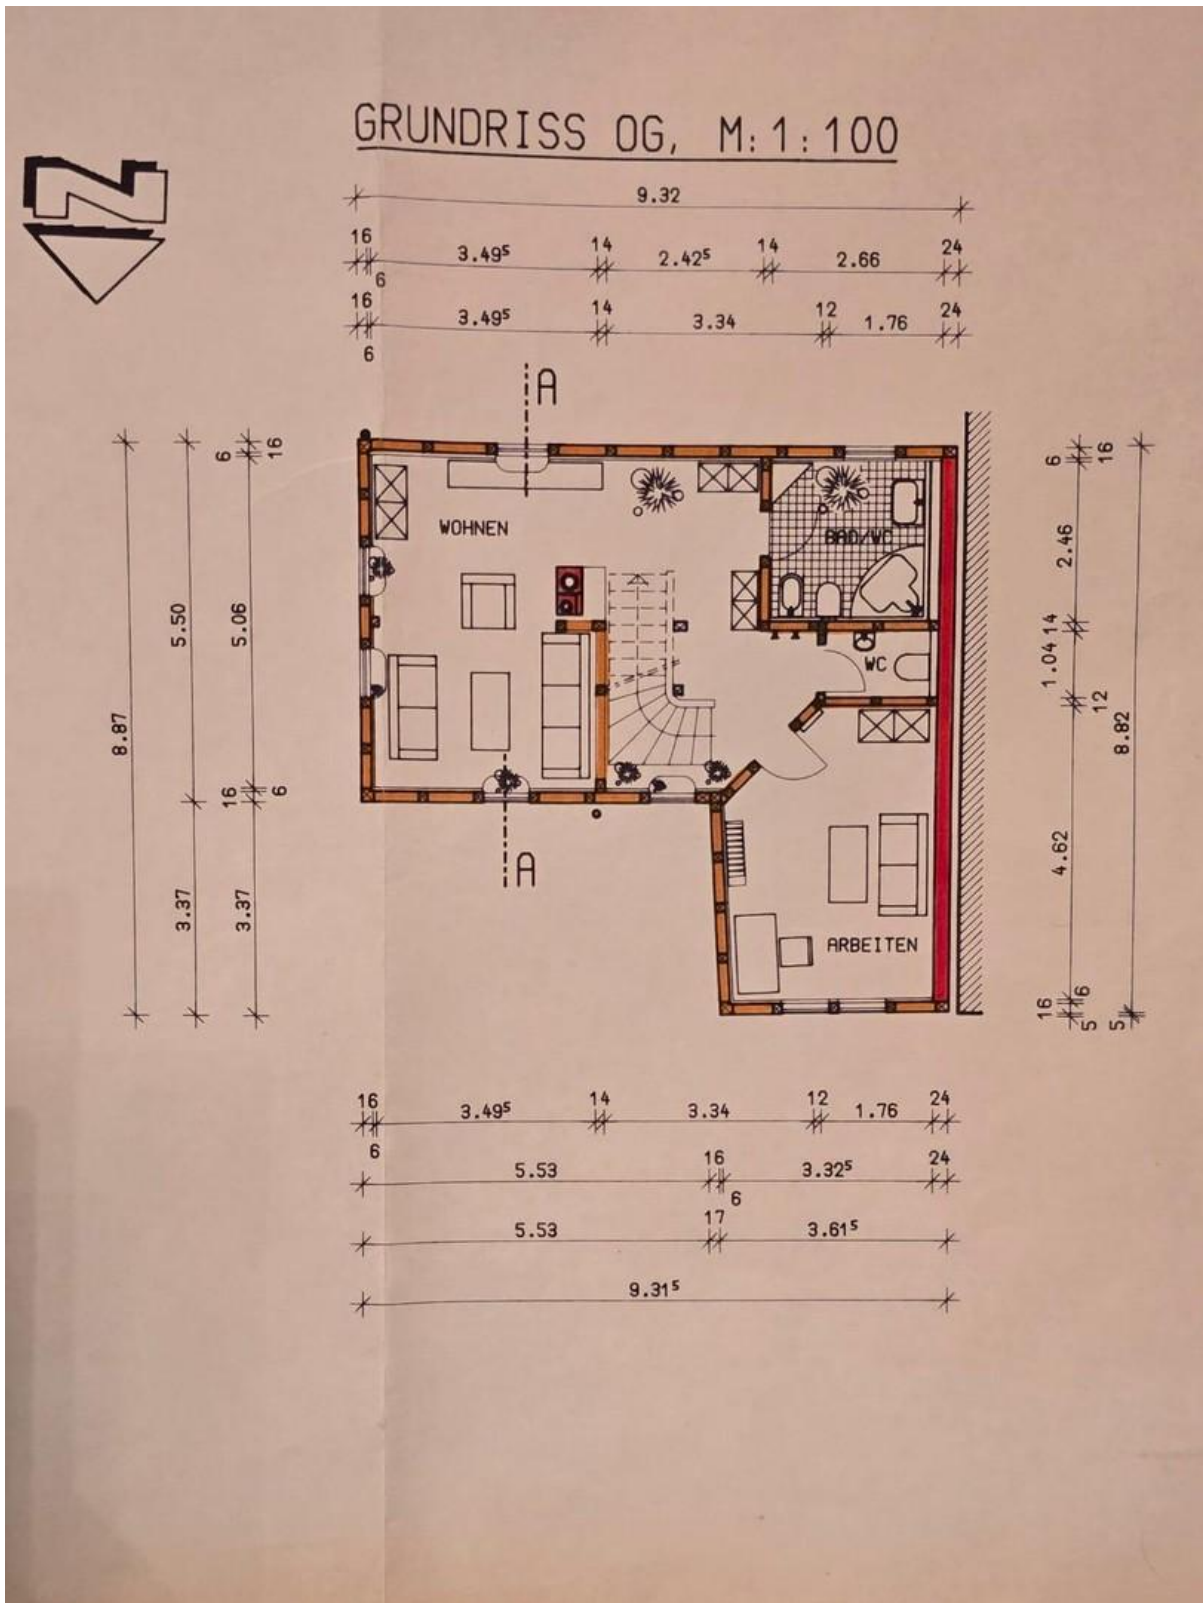 GRUNDRISS OG, M: 1:100
N
9.32
16 3.49⁵ 14 2.42⁵ 14 2.66 24
6
16 3.49⁵ 14 3.34 12 1.76 24
6
A
6 16
6 16
WOHNEN
BAD/WC
2.46
5.50
5.06
14
1.04
WC
12
8.87
8.82
16 6
4.62
A
3.37
3.37
ARBEITEN
16 6
5 5
16 3.49⁵ 14 3.34 12 1.76 24
6
5.53 16 3.32⁵ 24
6
5.53 17 3.61⁵
9.31⁵